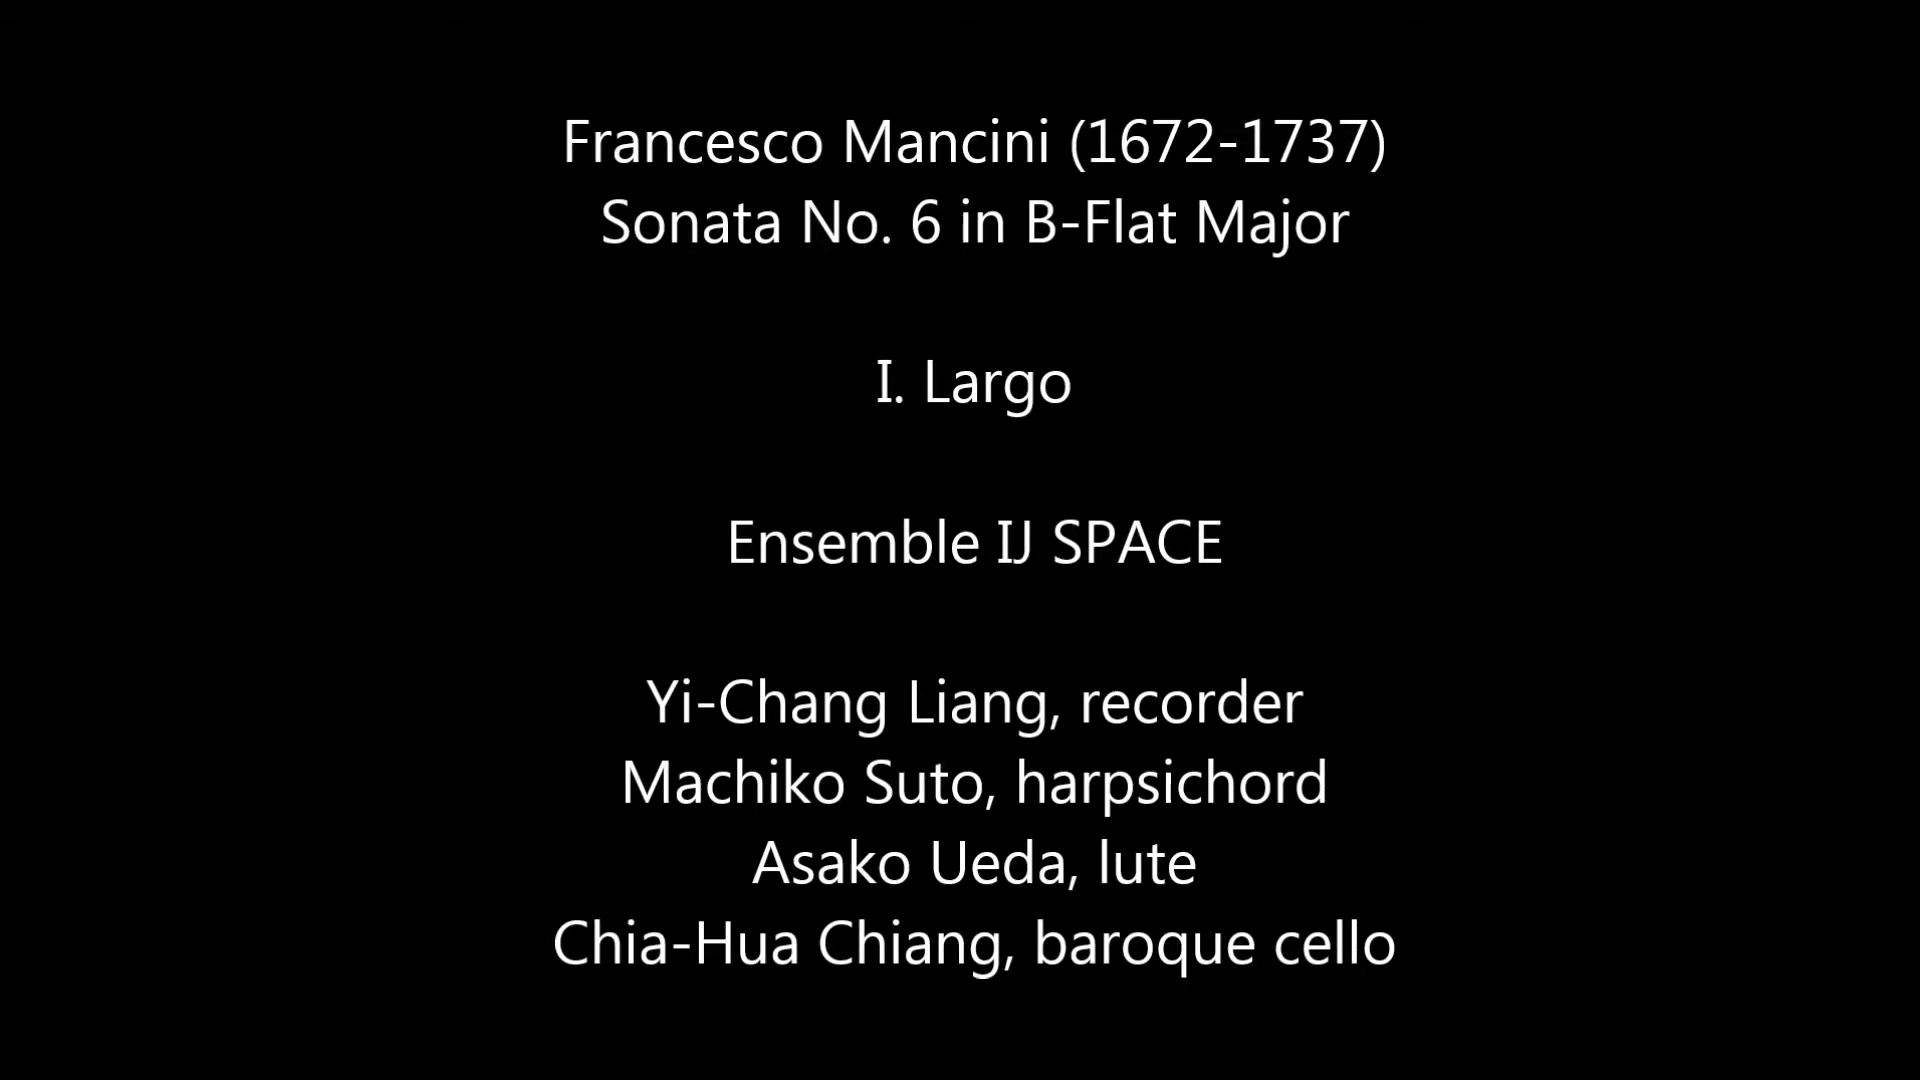 Francesco Mancini (1672-1737)
Sonata No. 6 in B-Flat Major
I. Largo
Ensemble IJ SPACE
Yi-Chang Liang, recorder
Machiko Suto, harpsichord
Asako Ueda, lute
Chia-Hua Chiang, baroque cello